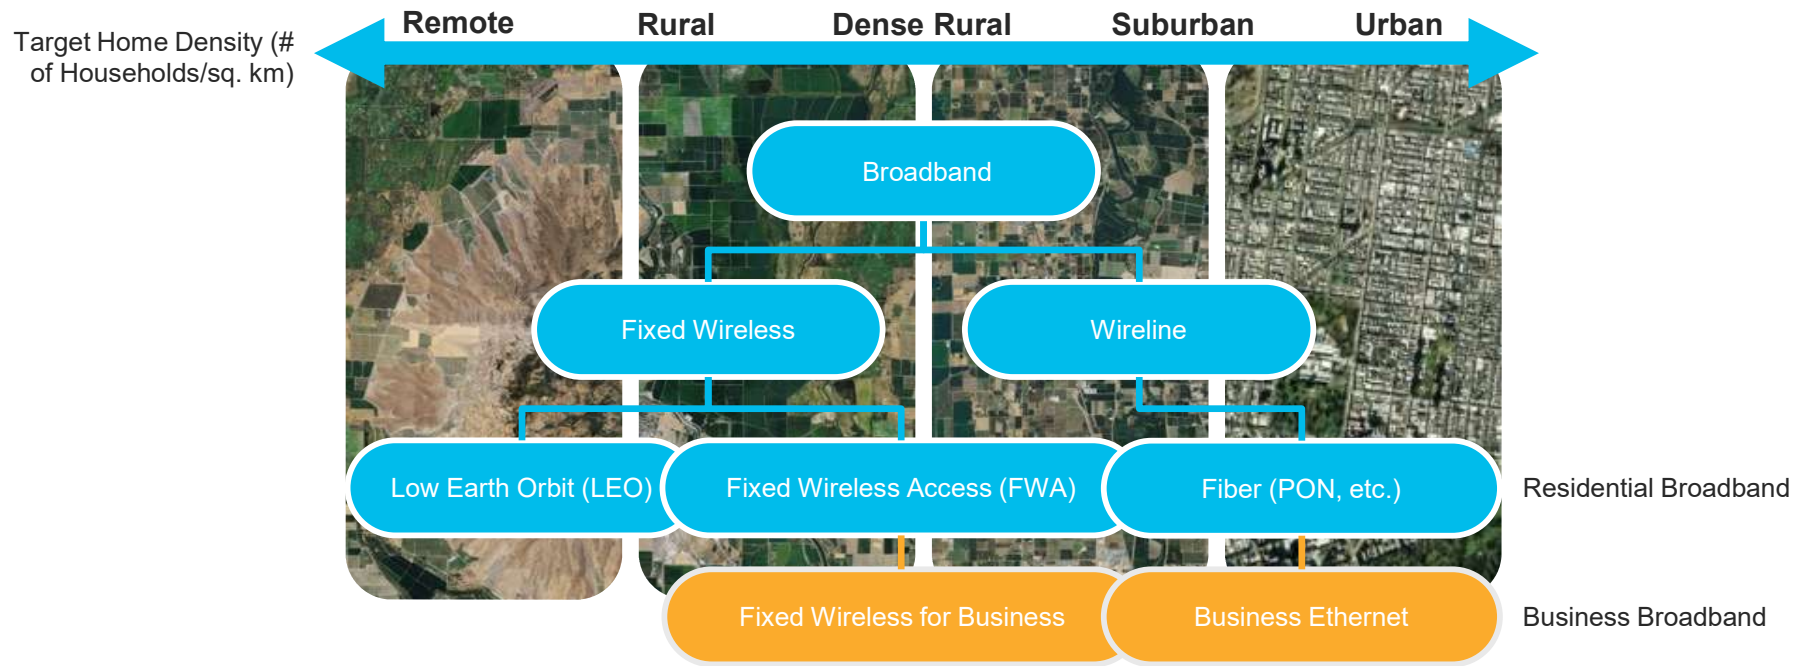 Remote
Rural
Dense Rural
Suburban
Urban
Target Home Density (#
of Households/sq. km)
Broadband
Fixed Wireless
Wireline
Low Earth Orbit (LEO)
Fixed Wireless Access (FWA)
Fiber (PON, etc.)
Residential Broadband
Fixed Wireless for Business
Business Ethernet
Business Broadband